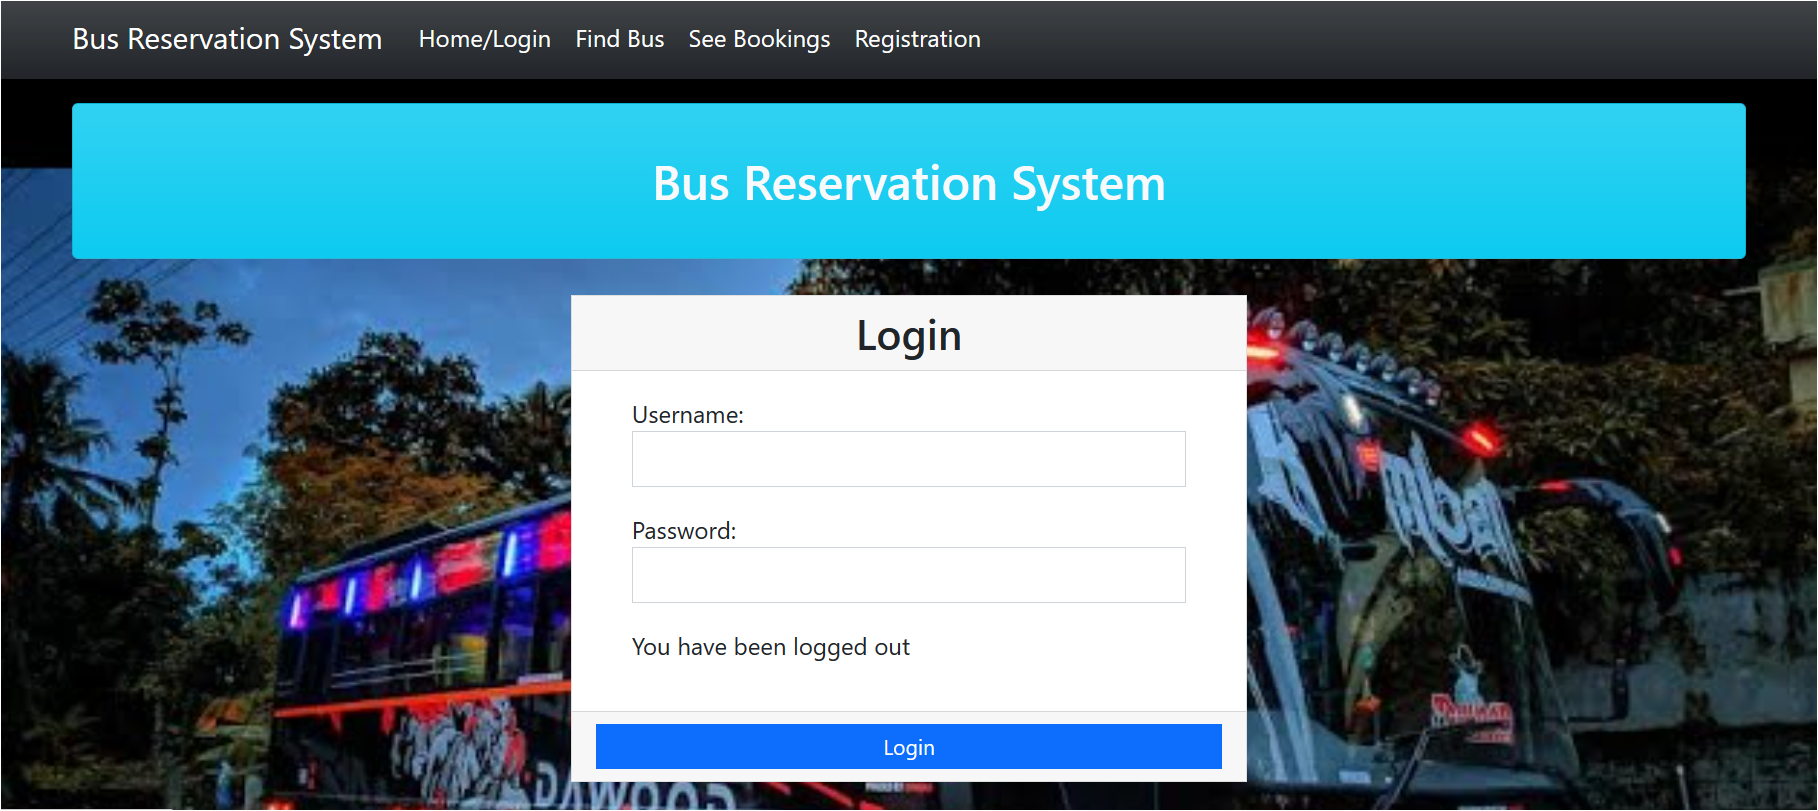 Bus Reservation System Home/Login Find Bus See Bookings Registration
Bus Reservation System
Login
Username:
Password:
You have been logged out
Login
DAWOOD